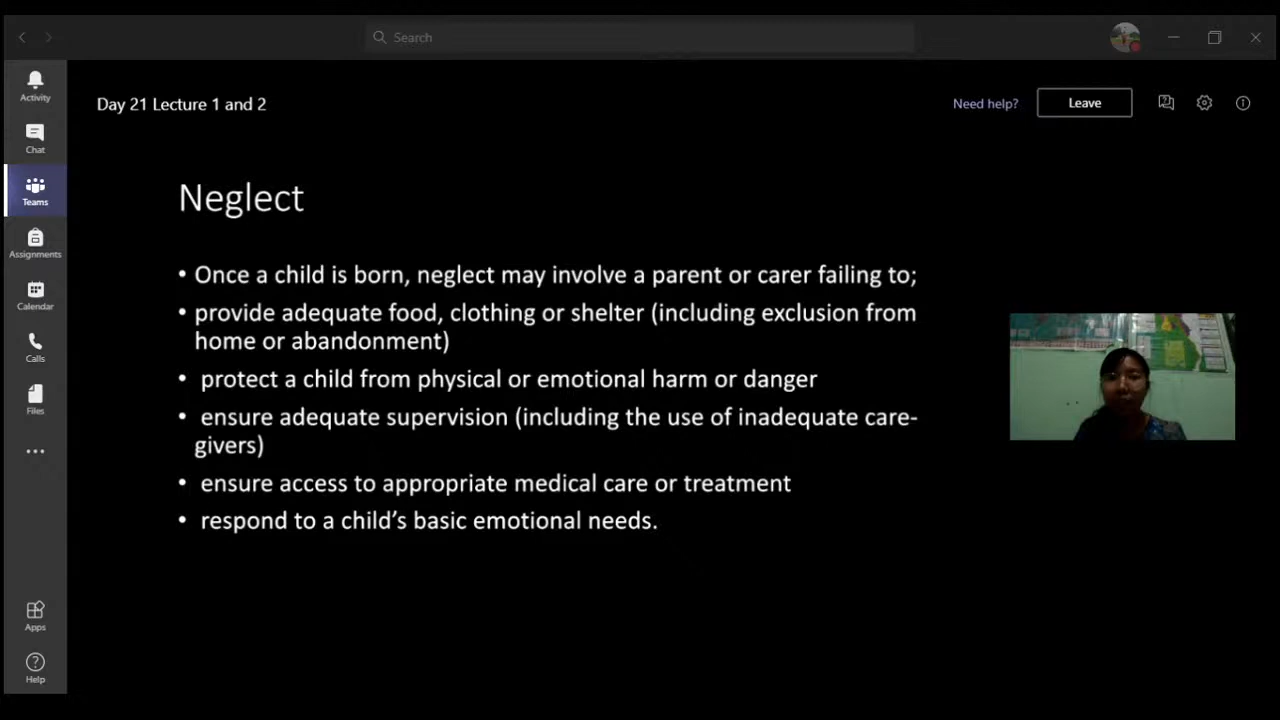 Search
Activity
Chat
Teams
Assignments
Calendar
Calls
Files
Apps
Help
Day 21 Lecture 1 and 2
Need help?
Leave
Neglect
• Once a child is born, neglect may involve a parent or carer failing to;
• provide adequate food, clothing or shelter (including exclusion from
home or abandonment)
• protect a child from physical or emotional harm or danger
• ensure adequate supervision (including the use of inadequate care-
givers)
• ensure access to appropriate medical care or treatment
• respond to a child's basic emotional needs.